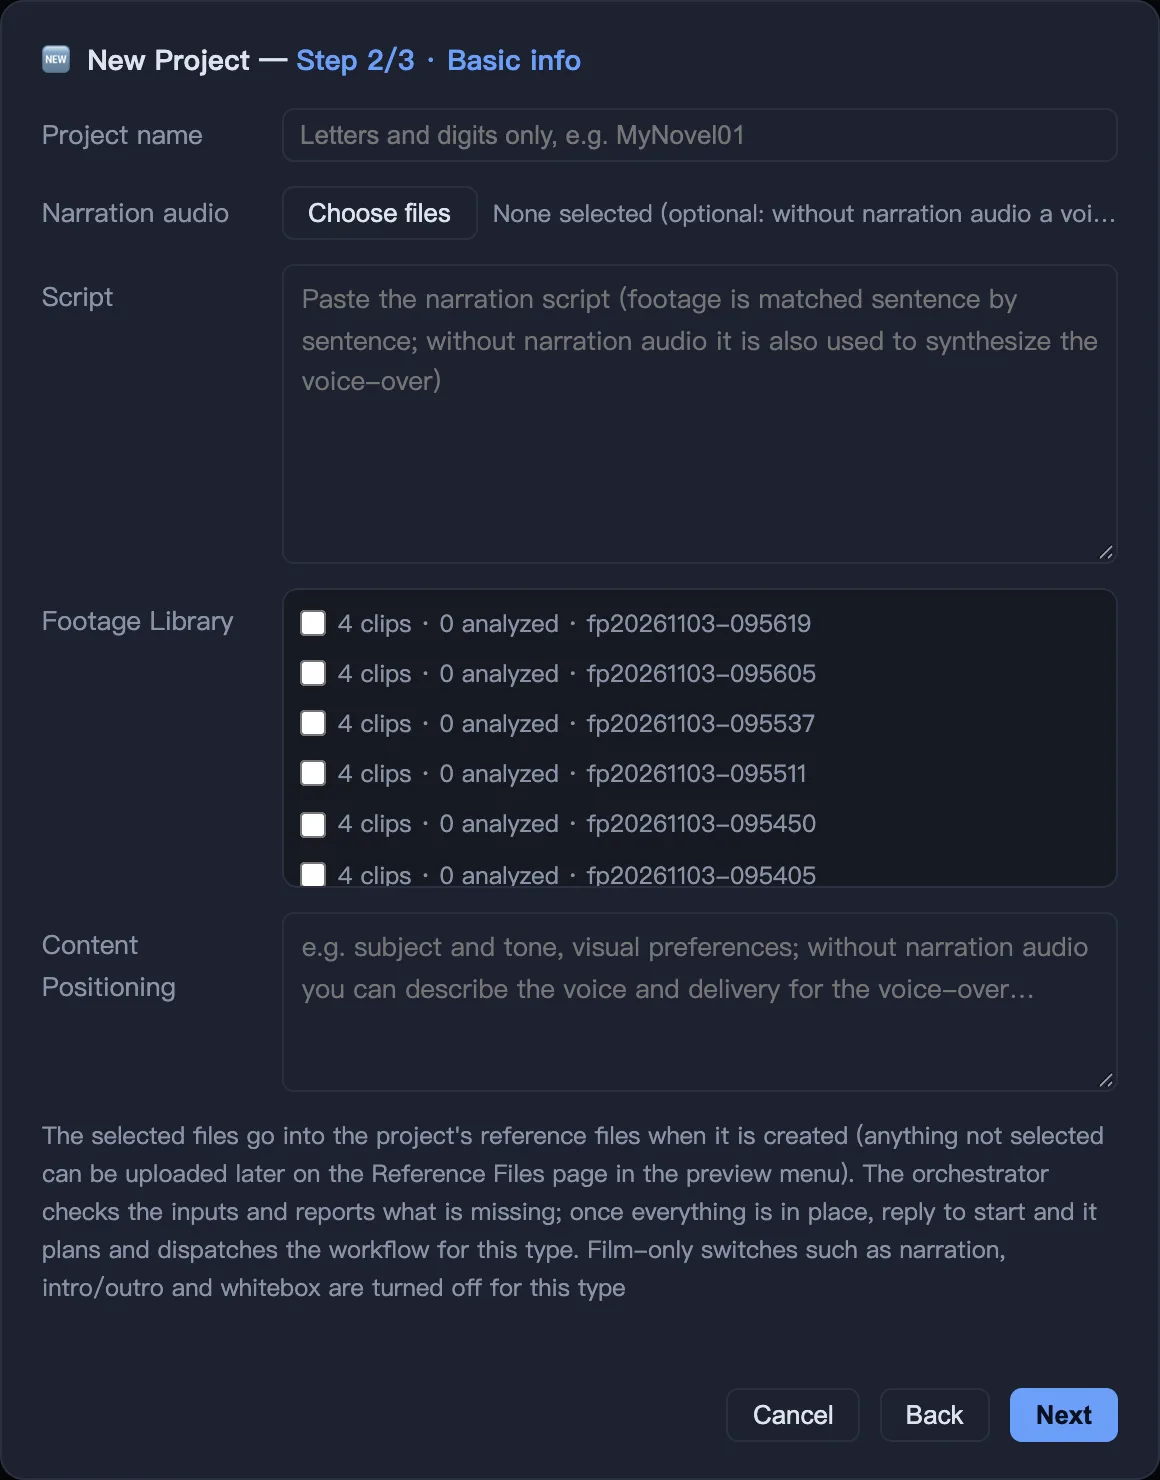 NEW New Project — Step 2/3 · Basic info
Project name
Letters and digits only, e.g. MyNovel01
Narration audio
Choose files
None selected (optional: without narration audio a voi…
Script
Paste the narration script (footage is matched sentence by
sentence; without narration audio it is also used to synthesize the
voice-over)
Footage Library
4 clips · 0 analyzed · fp20261103-095619
4 clips · 0 analyzed · fp20261103-095605
4 clips · 0 analyzed · fp20261103-095537
4 clips · 0 analyzed · fp20261103-095511
4 clips · 0 analyzed · fp20261103-095450
4 clips · 0 analyzed · fp20261103-095405
Content
Positioning
e.g. subject and tone, visual preferences; without narration audio
you can describe the voice and delivery for the voice-over…
The selected files go into the project's reference files when it is created (anything not selected
can be uploaded later on the Reference Files page in the preview menu). The orchestrator
checks the inputs and reports what is missing; once everything is in place, reply to start and it
plans and dispatches the workflow for this type. Film-only switches such as narration,
intro/outro and whitebox are turned off for this type
Cancel
Back
Next